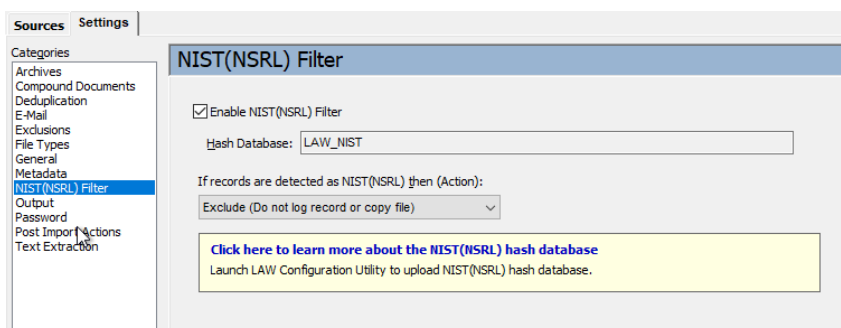 Sources Settings
Categories
Archives
Compound Documents
Deduplication
E-Mail
Exclusions
File Types
General
Metadata
NIST(NSRL) Filter
Output
Password
Post Import Actions
Text Extraction
NIST(NSRL) Filter
Enable NIST(NSRL) Filter
Hash Database: LAW_NIST
If records are detected as NIST(NSRL) then (Action):
Exclude (Do not log record or copy file)
Click here to learn more about the NIST(NSRL) hash database
Launch LAW Configuration Utility to upload NIST(NSRL) hash database.